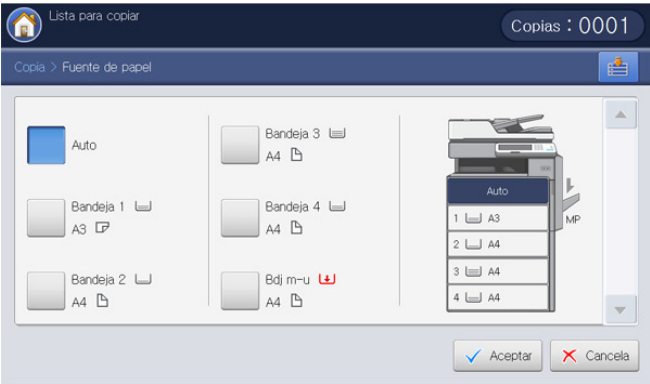 Lista para copiar
Copias : 0001
Copia > Fuente de papel
Auto
Bandeja 1
A3
Bandeja 2
A4
Bandeja 3
A4
Bandeja 4
A4
Bdj m-u
A4
Auto
MP
1 A3
2 A4
3 A4
4 A4
Aceptar
Cancela